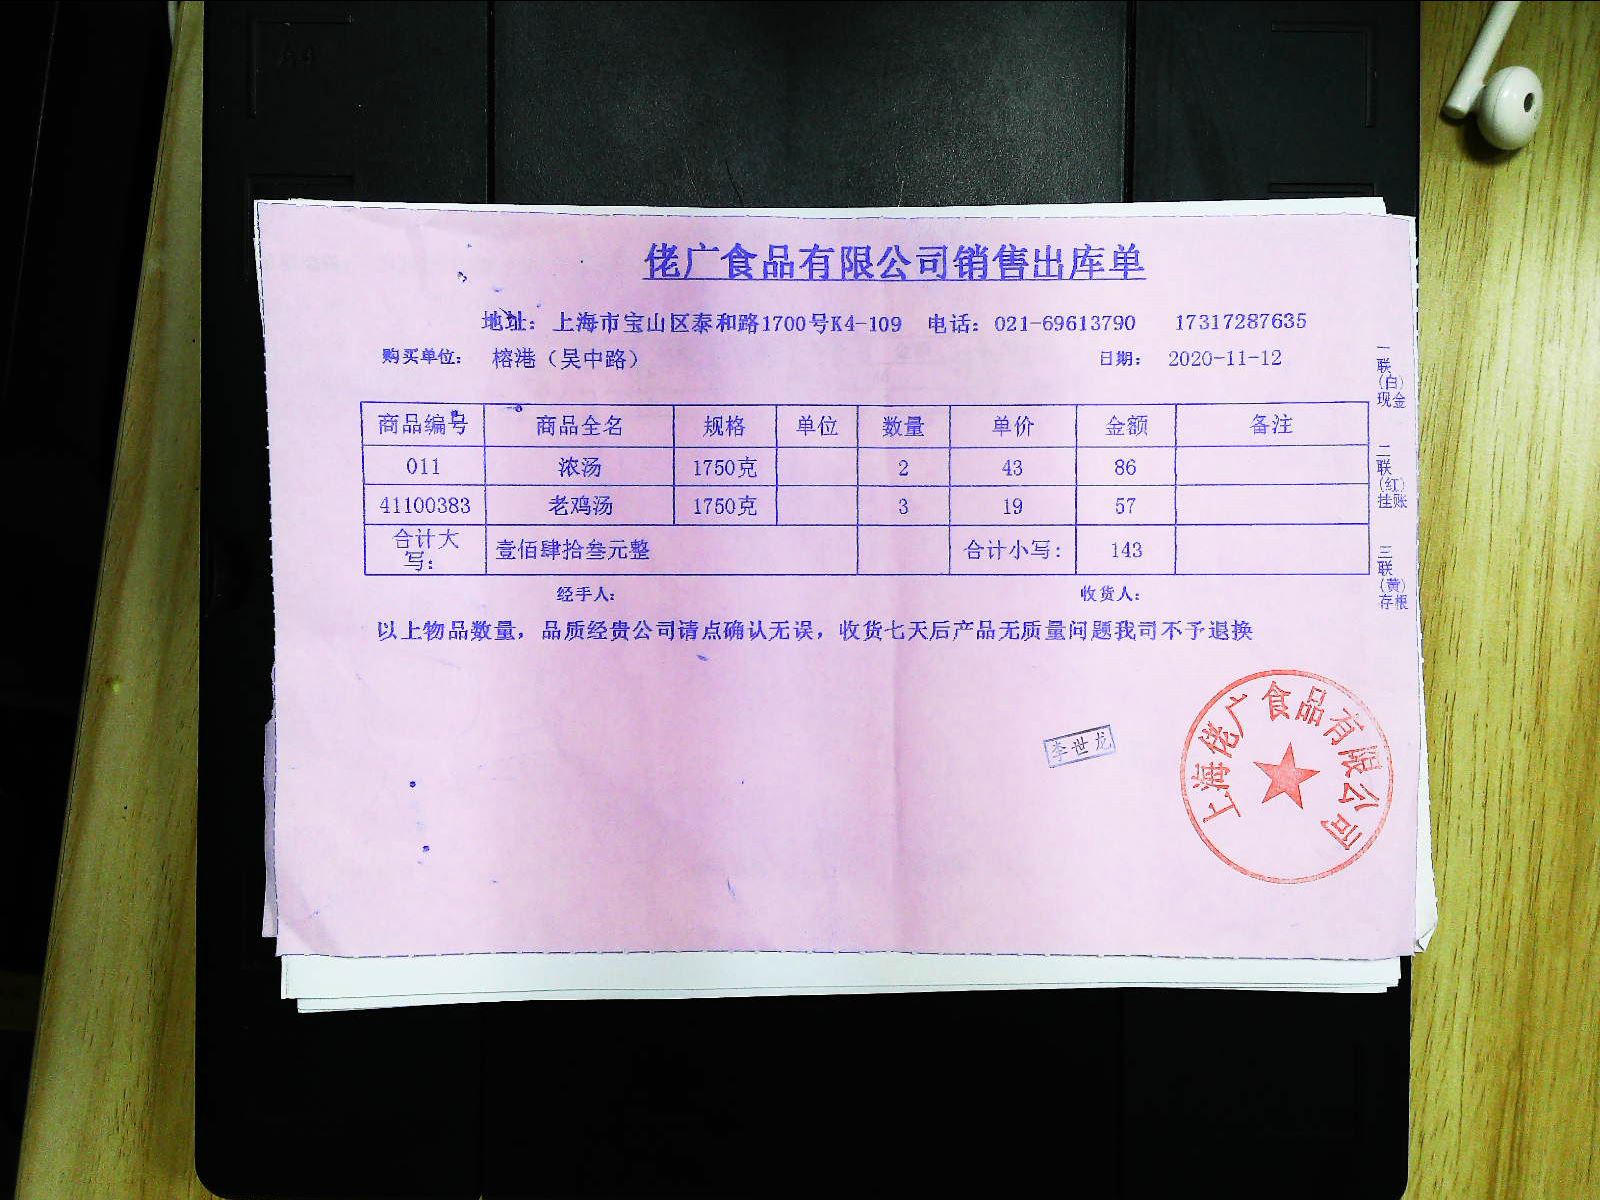 佬广食品有限公司销售出库单
地址：上海市宝山区泰和路1700号K4-109 电话：021-69613790 17317287635
购买单位： 榕港（吴中路） 日期： 2020-11-12
商品编号 商品全名 规格 单位 数量 单价 金额 备注
011 浓汤 1750克 2 43 86
41100383 老鸡汤 1750克 3 19 57
合计大写： 壹佰肆拾叁元整 合计小写： 143
经手人： 收货人：
以上物品数量，品质经贵公司请点确认无误，收货七天后产品无质量问题我司不予退换
一联(白)现金
二联(红)挂账
三联(黄)存根
李世龙
上海佬广食品有限公司